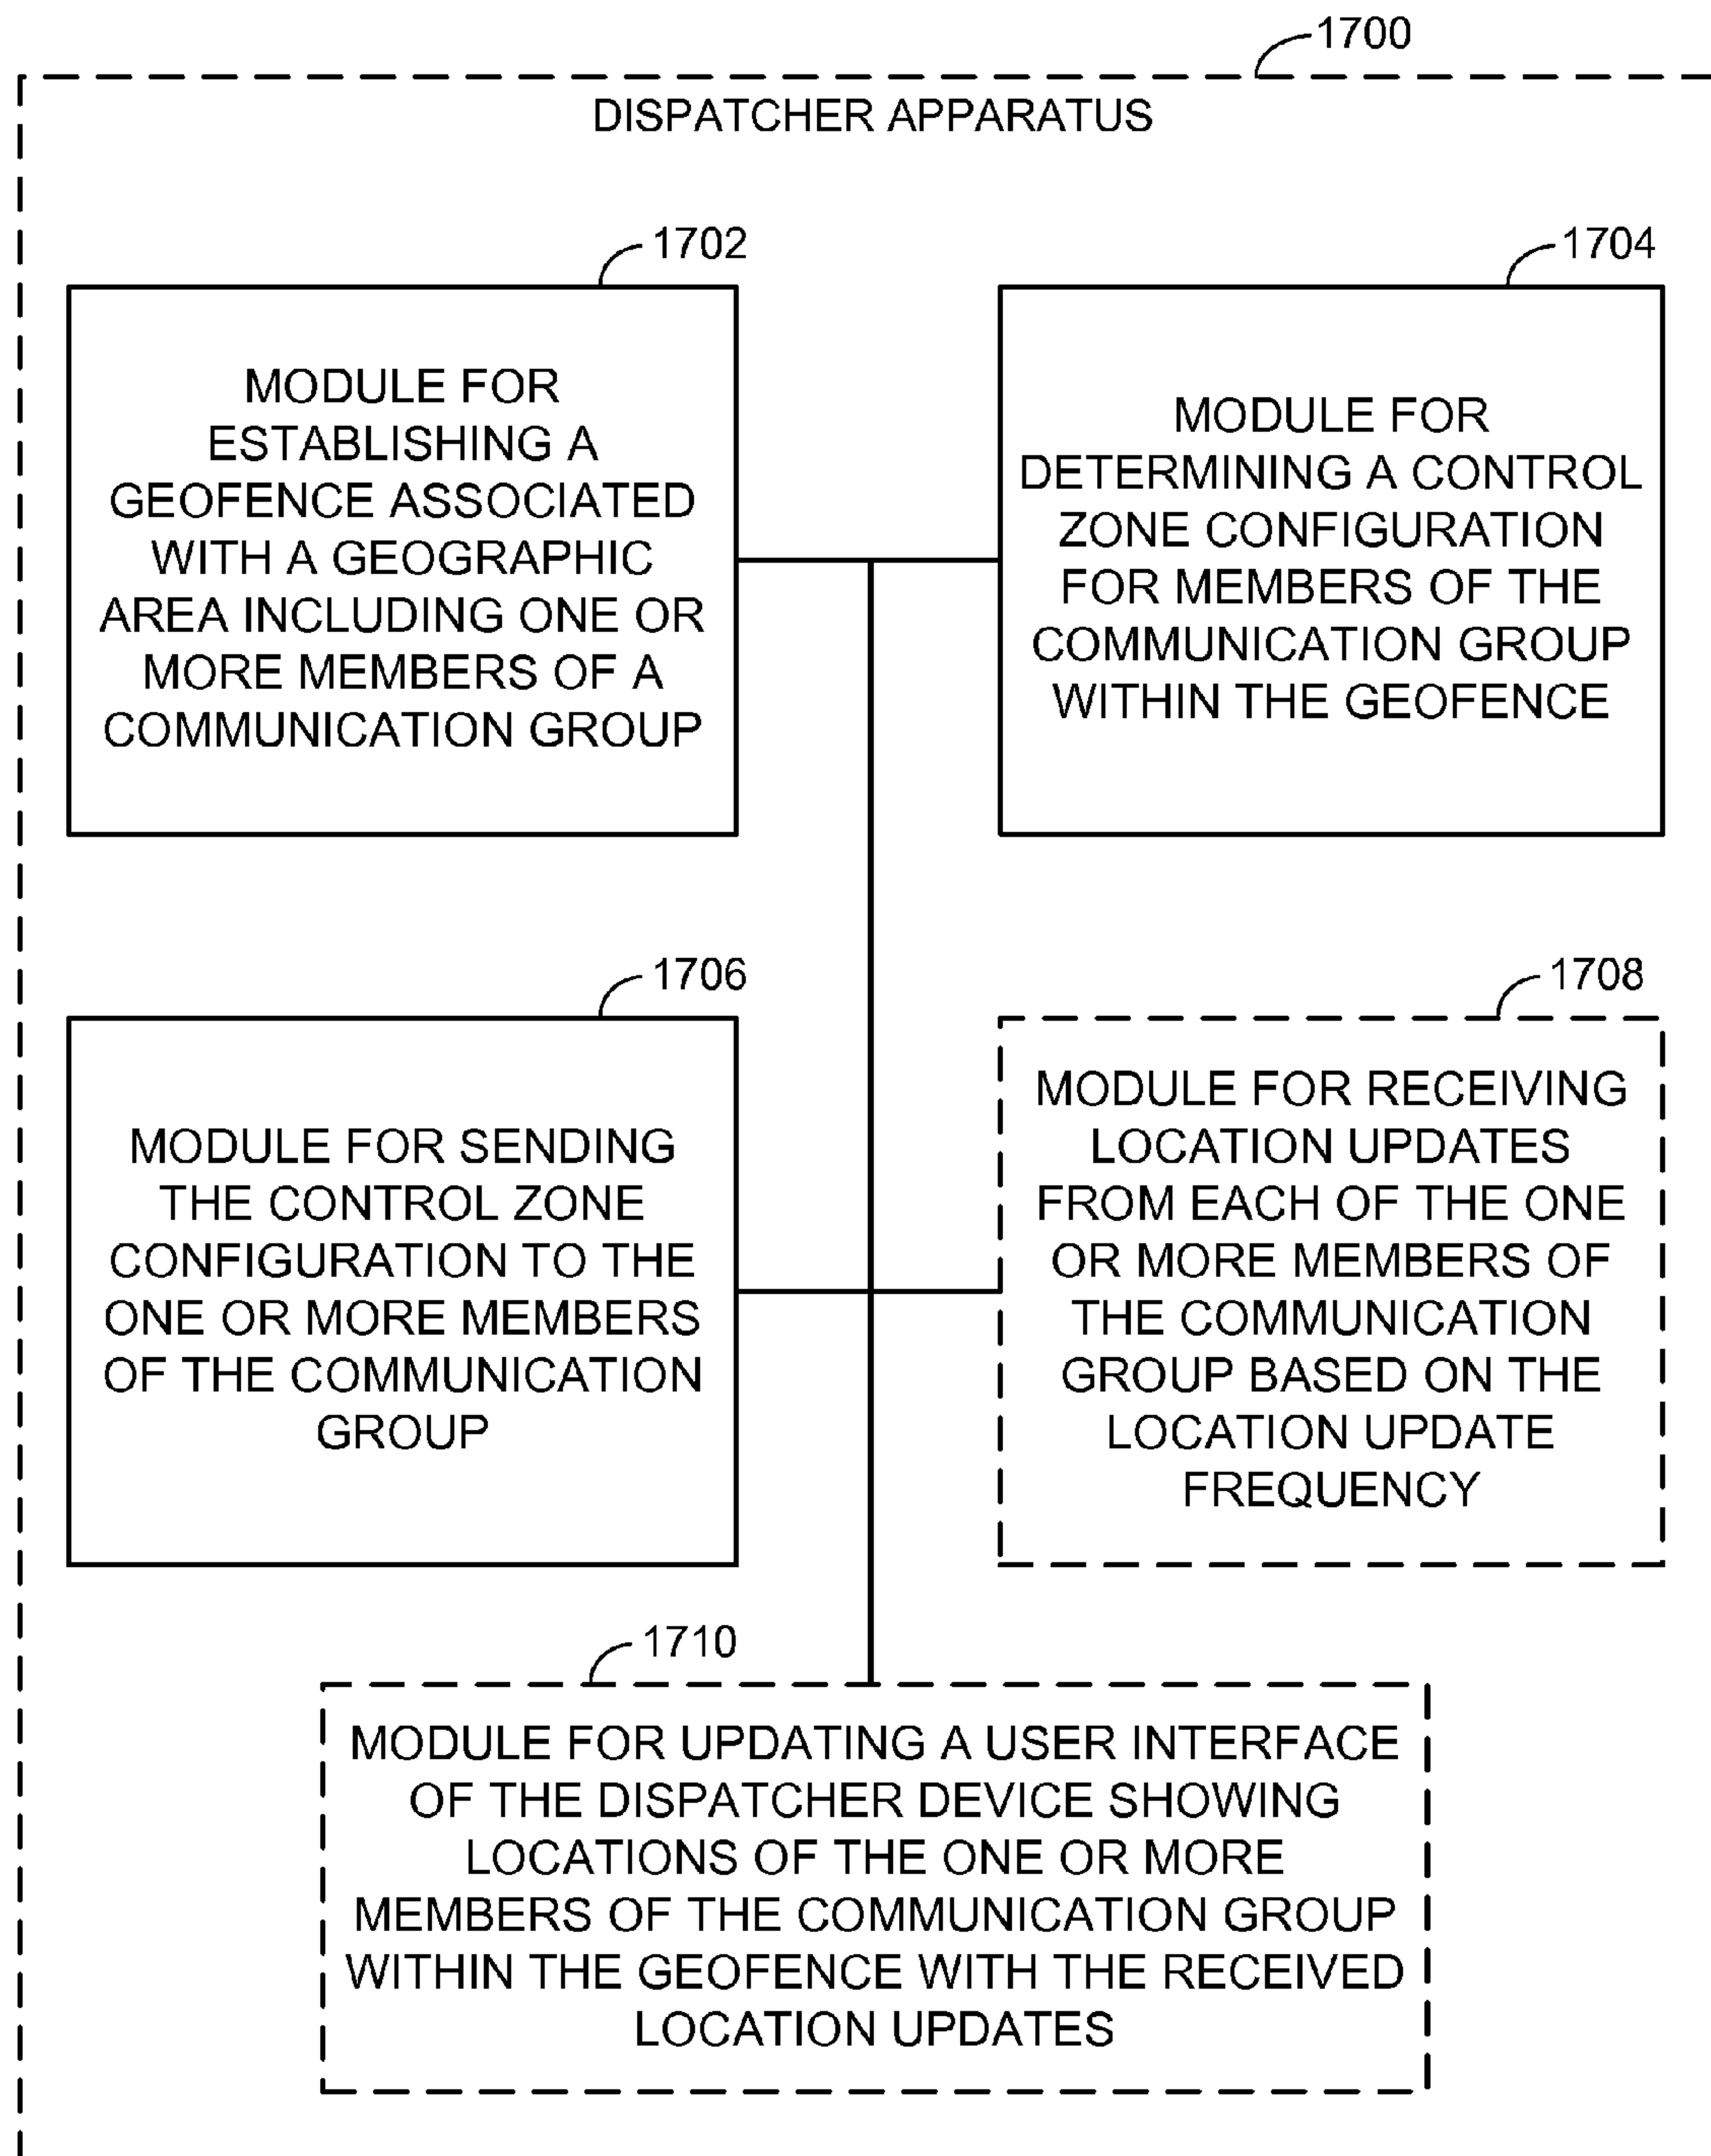 1700
DISPATCHER APPARATUS
1702
MODULE FOR
ESTABLISHING A
GEOFENCE ASSOCIATED
WITH A GEOGRAPHIC
AREA INCLUDING ONE OR
MORE MEMBERS OF A
COMMUNICATION GROUP
1704
MODULE FOR
DETERMINING A CONTROL
ZONE CONFIGURATION
FOR MEMBERS OF THE
COMMUNICATION GROUP
WITHIN THE GEOFENCE
1706
MODULE FOR SENDING
THE CONTROL ZONE
CONFIGURATION TO THE
ONE OR MORE MEMBERS
OF THE COMMUNICATION
GROUP
1708
MODULE FOR RECEIVING
LOCATION UPDATES
FROM EACH OF THE ONE
OR MORE MEMBERS OF
THE COMMUNICATION
GROUP BASED ON THE
LOCATION UPDATE
FREQUENCY
1710
MODULE FOR UPDATING A USER INTERFACE
OF THE DISPATCHER DEVICE SHOWING
LOCATIONS OF THE ONE OR MORE
MEMBERS OF THE COMMUNICATION GROUP
WITHIN THE GEOFENCE WITH THE RECEIVED
LOCATION UPDATES